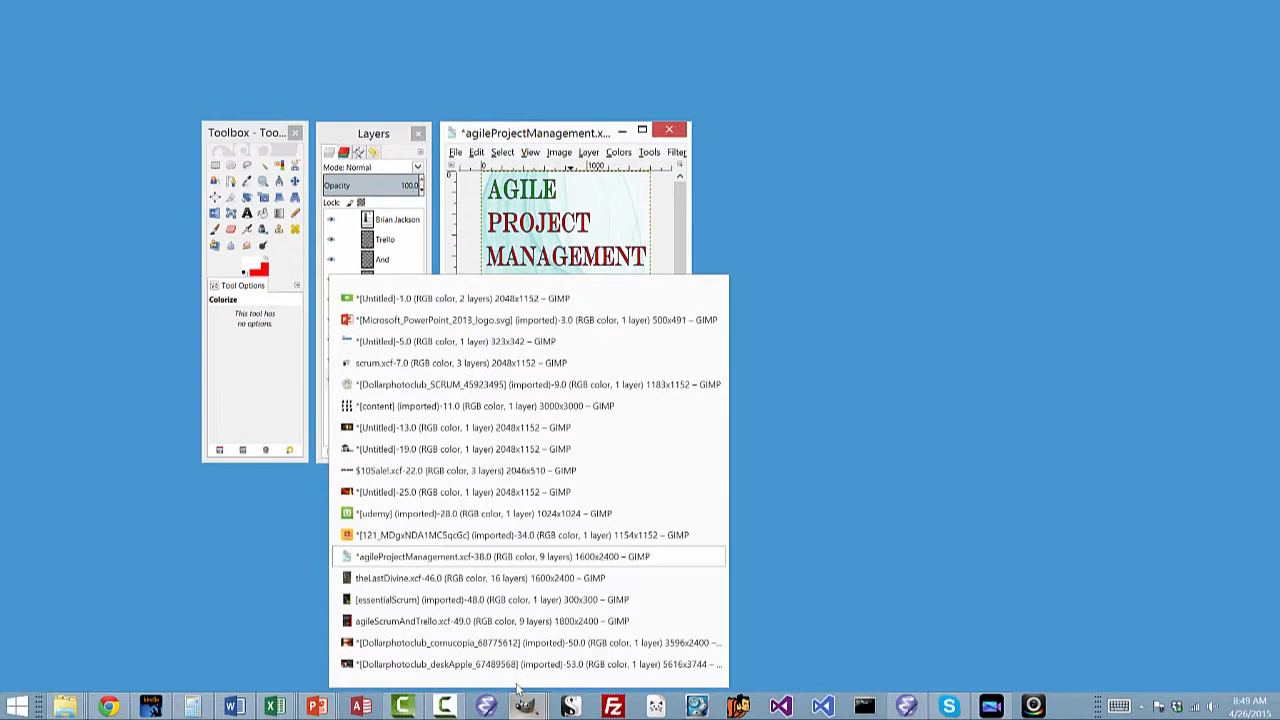 Toolbox - Too...
Layers
*agileProjectManagement.x...
File Edit Select View Image Layer Colors Tools Filter
Mode: Normal
0 1000
0
Opacity 100.0
Lock:
Brian Jackson
Trello
And
AGILE
PROJECT
MANAGEMENT
Tool Options
Colorize
This tool has
no options.
*[Untitled]-1.0 (RGB color, 2 layers) 2048x1152 – GIMP
*[Microsoft_PowerPoint_2013_logo.svg] (imported)-3.0 (RGB color, 1 layer) 500x491 – GIMP
*[Untitled]-5.0 (RGB color, 1 layer) 323x342 – GIMP
scrum.xcf-7.0 (RGB color, 3 layers) 2048x1152 – GIMP
*[Dollarphotoclub_SCRUM_45923495] (imported)-9.0 (RGB color, 1 layer) 1183x1152 – GIMP
*[content] (imported)-11.0 (RGB color, 1 layer) 3000x3000 – GIMP
*[Untitled]-13.0 (RGB color, 1 layer) 2048x1152 – GIMP
*[Untitled]-19.0 (RGB color, 1 layer) 2048x1152 – GIMP
$10Sale!.xcf-22.0 (RGB color, 3 layers) 2046x510 – GIMP
*[Untitled]-25.0 (RGB color, 1 layer) 2048x1152 – GIMP
*[udemy] (imported)-28.0 (RGB color, 1 layer) 1024x1024 – GIMP
*[121_MDgxNDA1MC5qcGc] (imported)-34.0 (RGB color, 1 layer) 1154x1152 – GIMP
*agileProjectManagement.xcf-38.0 (RGB color, 9 layers) 1600x2400 – GIMP
theLastDivine.xcf-46.0 (RGB color, 16 layers) 1600x2400 – GIMP
[essentialScrum] (imported)-48.0 (RGB color, 1 layer) 300x300 – GIMP
agileScrumAndTrello.xcf-49.0 (RGB color, 9 layers) 1800x2400 – GIMP
*[Dollarphotoclub_cornucopia_68775612] (imported)-50.0 (RGB color, 1 layer) 3596x2400 –...
*[Dollarphotoclub_deskApple_67489568] (imported)-53.0 (RGB color, 1 layer) 5616x3744 – ...
kindle
8:49 AM
4/26/2015